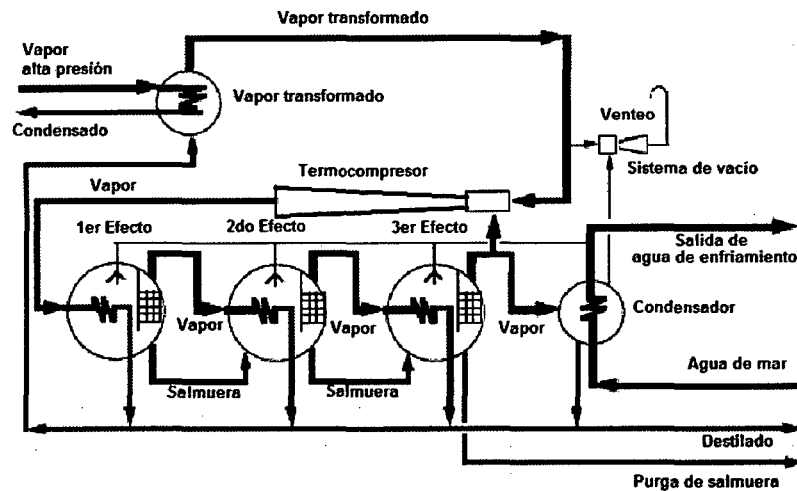 Vapor transformado
Vapor
alta presión
Vapor transformado
Condensado
Venteo
Sistema de vacío
Termocompresor
Vapor
1er Efecto
2do Efecto
3er Efecto
Salida de
agua de enfriamiento
Vapor
Vapor
Vapor
Condensador
Agua de mar
Salmuera
Salmuera
Destilado
Purga de salmuera